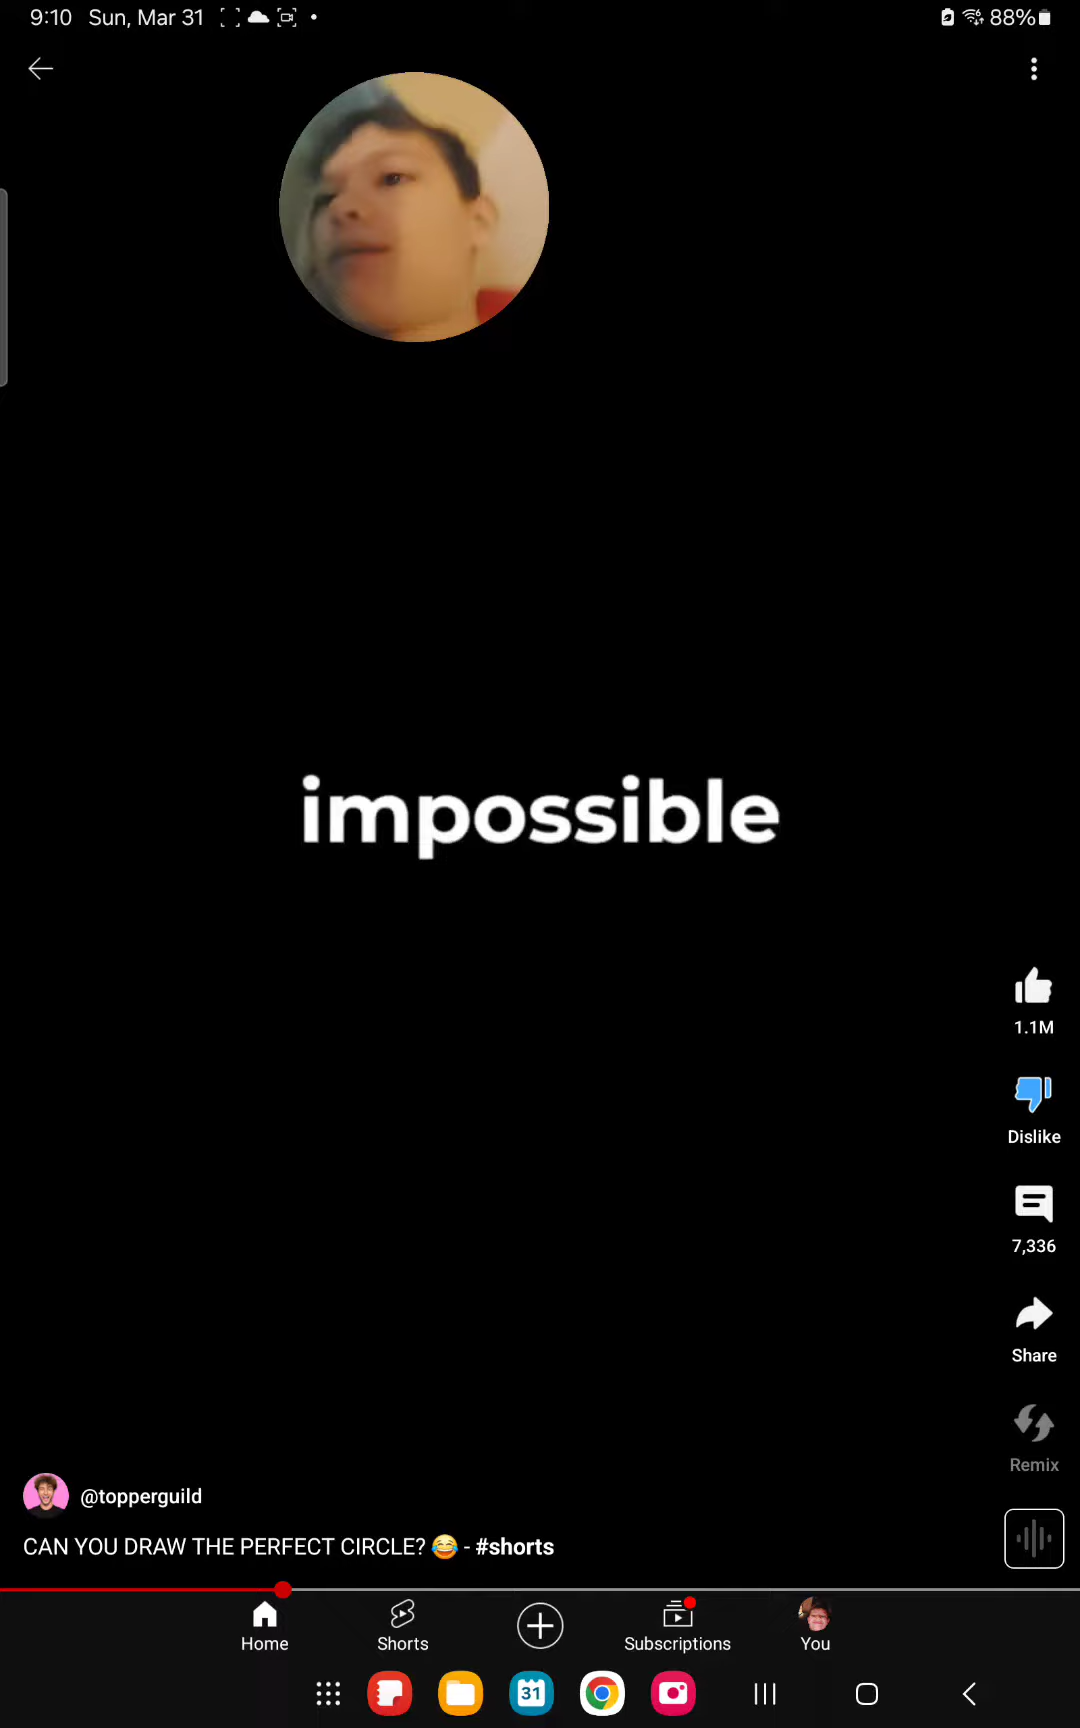 9:10 Sun, Mar 31
88%
impossible
1.1M
Dislike
7,336
Share
Remix
@topperguild
CAN YOU DRAW THE PERFECT CIRCLE? 😂 - #shorts
Home
Shorts
Subscriptions
You
31